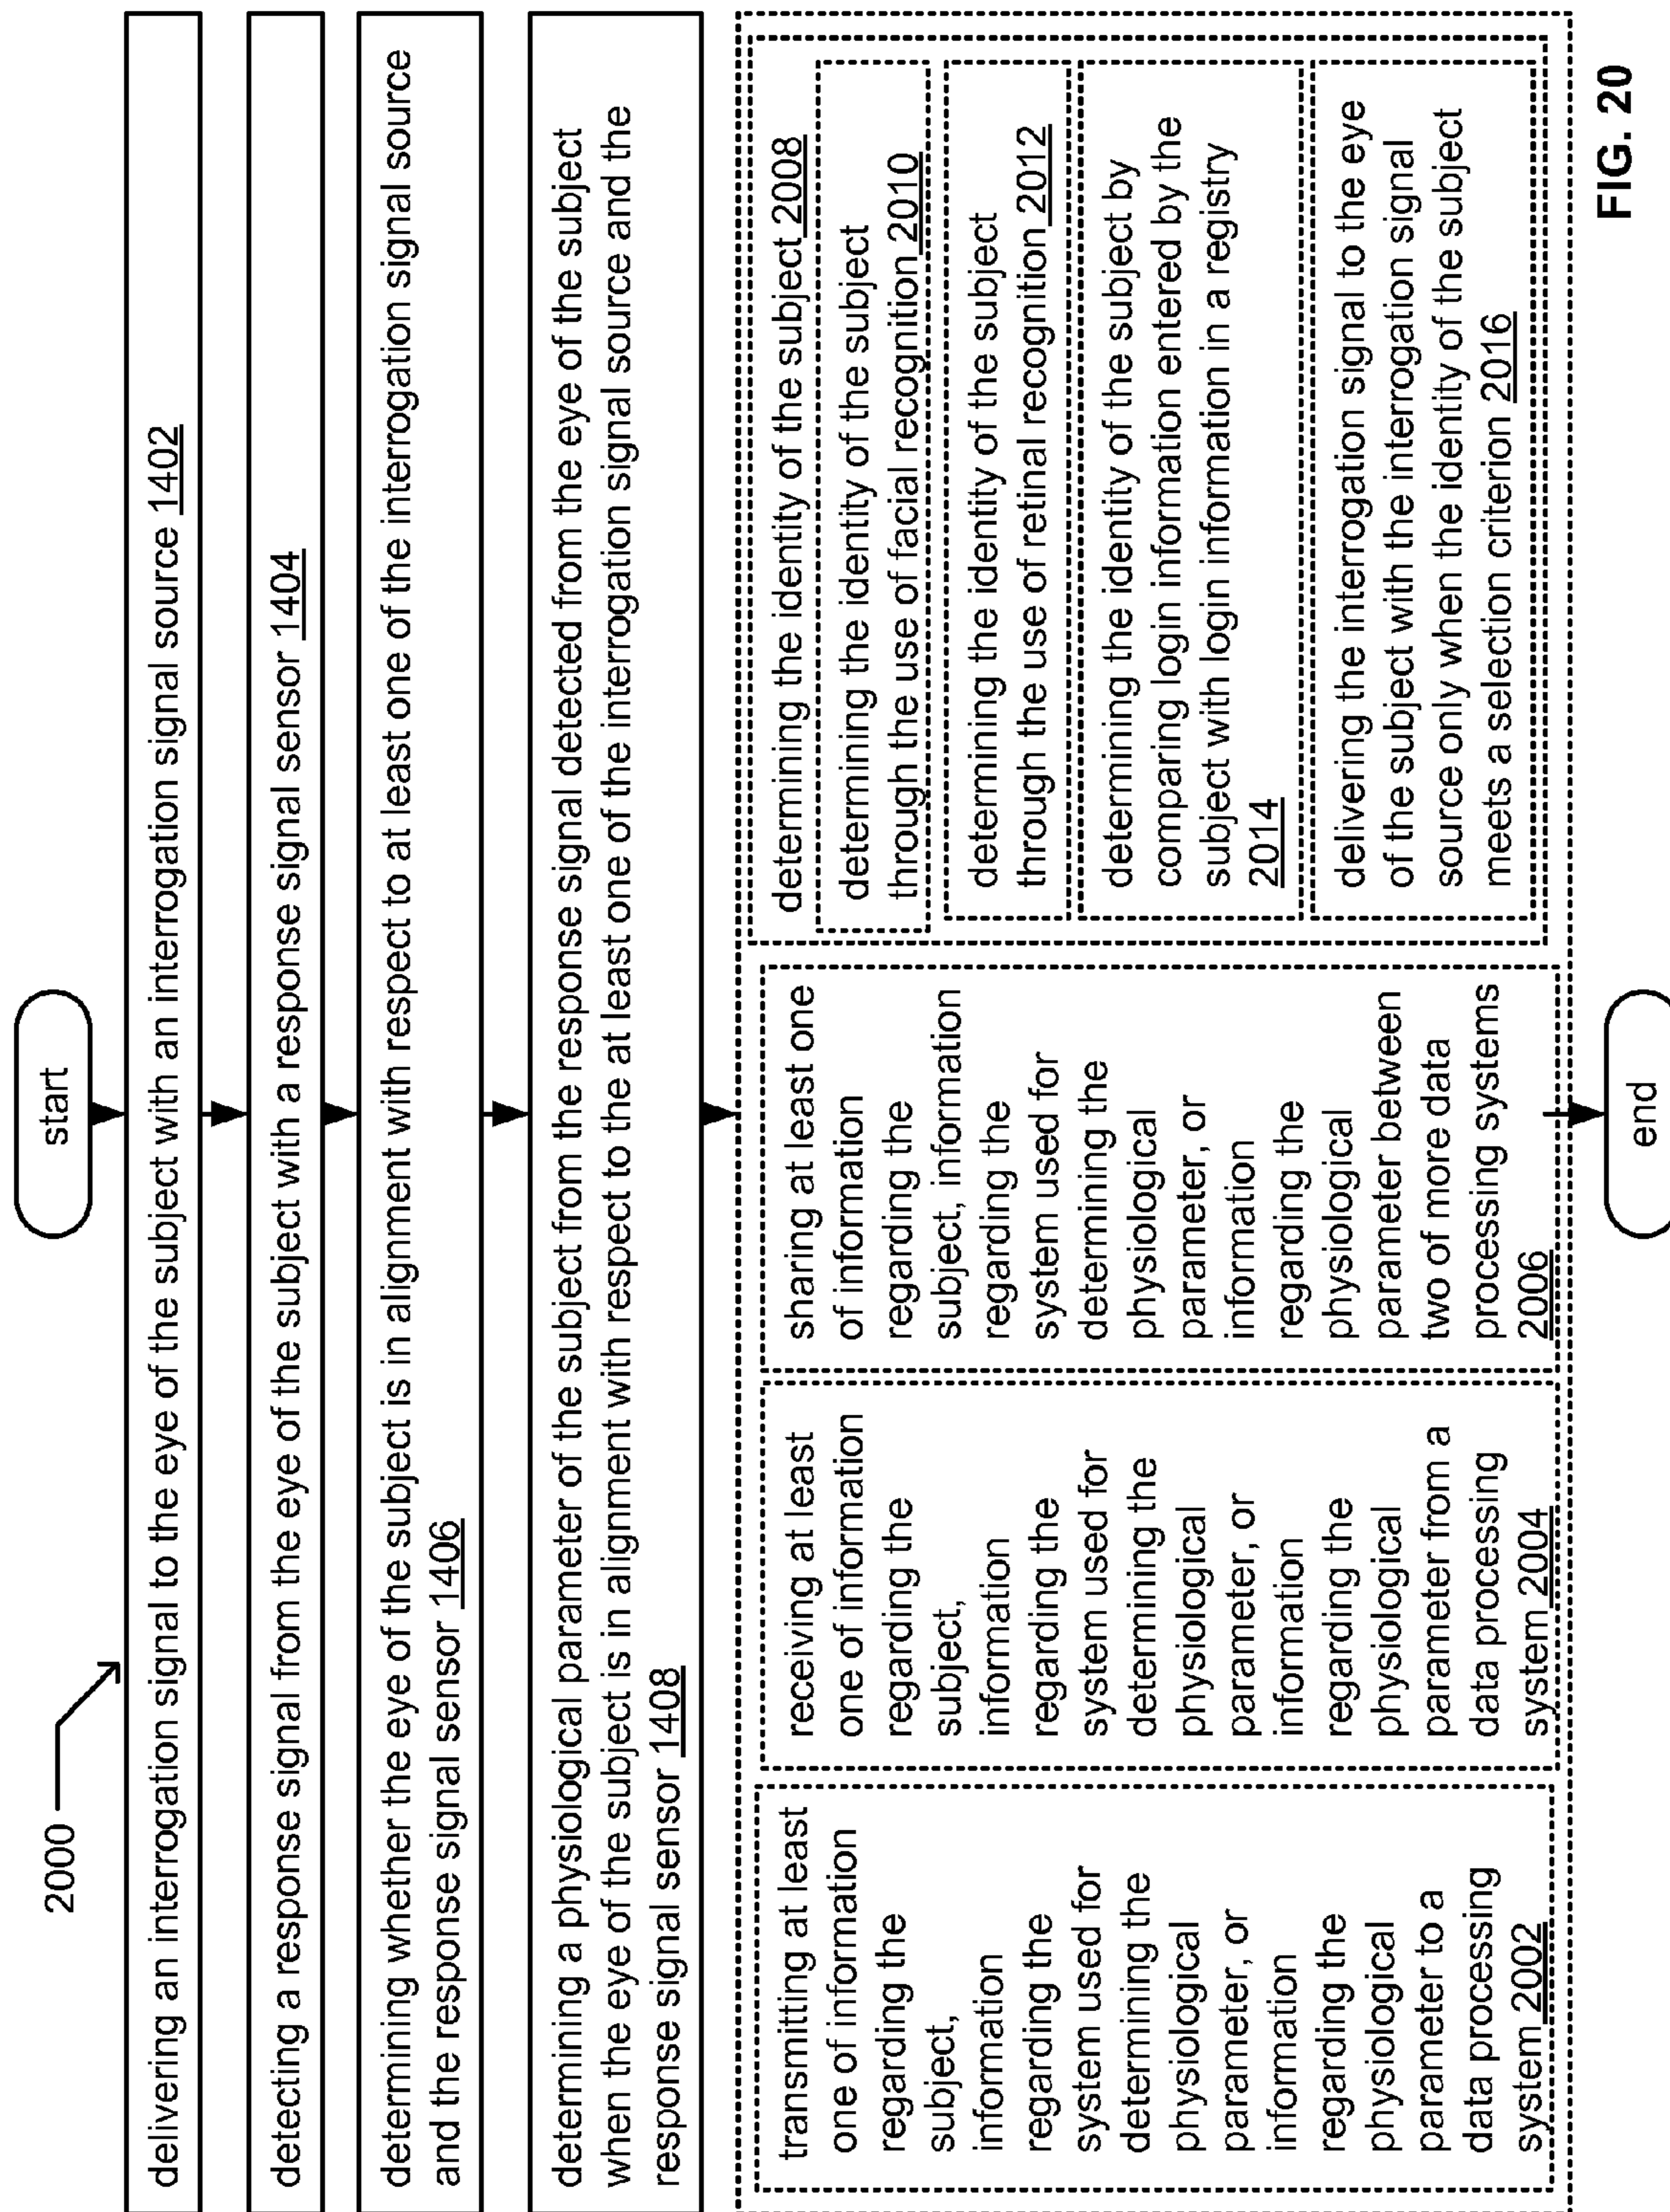 2000
start
delivering an interrogation signal to the eye of the subject with an interrogation signal source 1402
detecting a response signal from the eye of the subject with a response signal sensor 1404
determining whether the eye of the subject is in alignment with respect to at least one of the interrogation signal source
and the response signal sensor 1406
determining a physiological parameter of the subject from the response signal detected from the eye of the subject
when the eye of the subject is in alignment with respect to the at least one of the interrogation signal source and the
response signal sensor 1408
transmitting at least
one of information
regarding the
subject,
information
regarding the
system used for
determining the
physiological
parameter, or
information
regarding the
physiological
parameter to a
data processing
system 2002
receiving at least
one of information
regarding the
subject,
information
regarding the
system used for
determining the
physiological
parameter, or
information
regarding the
physiological
parameter from a
data processing
system 2004
sharing at least one
of information
regarding the
subject, information
regarding the
system used for
determining the
physiological
parameter, or
information
regarding the
physiological
parameter between
two of more data
processing systems
2006
determining the identity of the subject 2008
determining the identity of the subject
through the use of facial recognition 2010
determining the identity of the subject
through the use of retinal recognition 2012
determining the identity of the subject by
comparing login information entered by the
subject with login information in a registry
2014
delivering the interrogation signal to the eye
of the subject with the interrogation signal
source only when the identity of the subject
meets a selection criterion 2016
end
FIG. 20